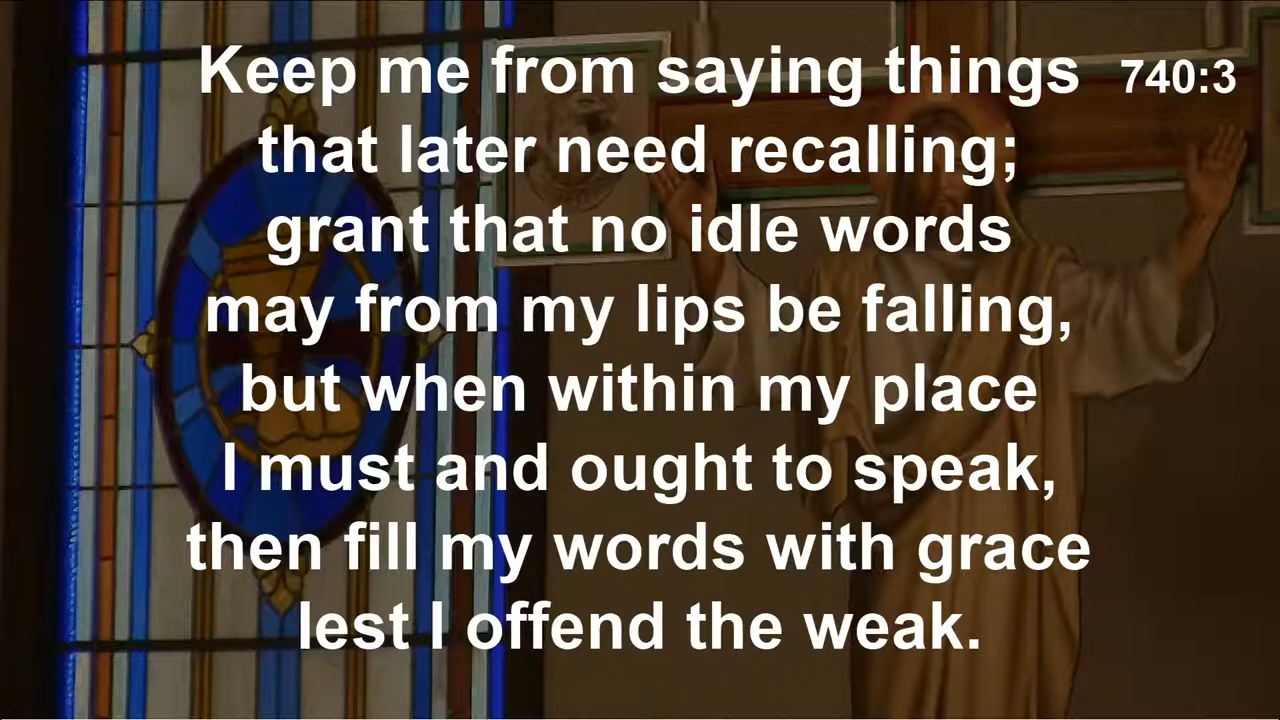 Keep me from saying things 740:3
that later need recalling;
grant that no idle words
may from my lips be falling,
but when within my place
I must and ought to speak,
then fill my words with grace
lest I offend the weak.